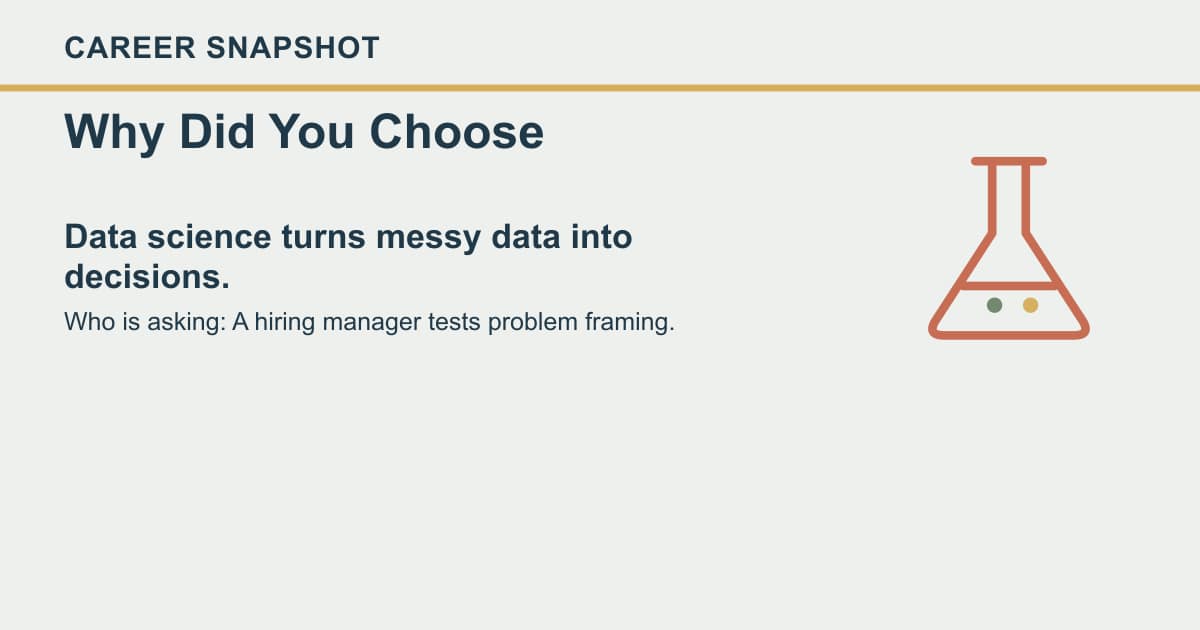 CAREER SNAPSHOT
Why Did You Choose
Data science turns messy data into
decisions.
Who is asking: A hiring manager tests problem framing.